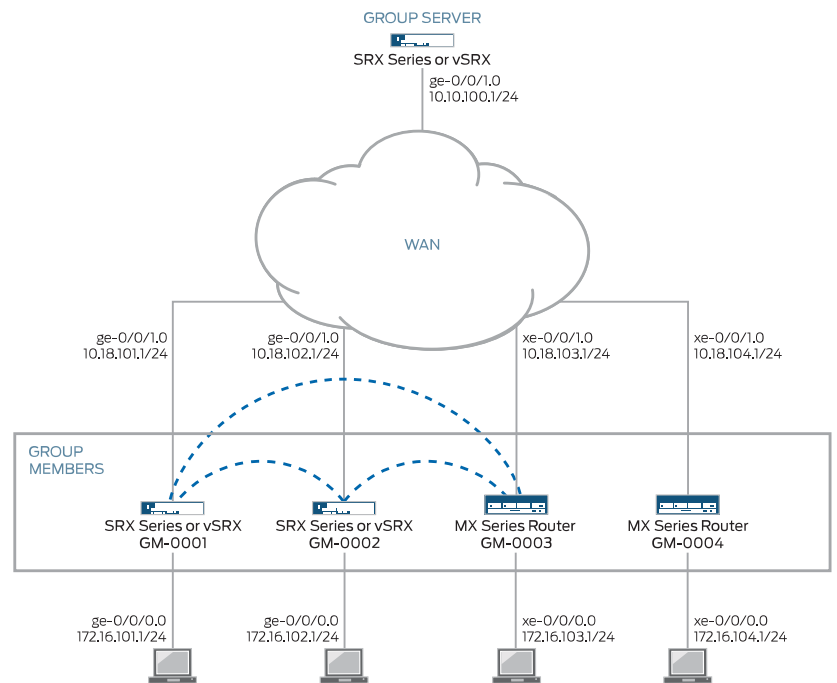 GROUP SERVER
SRX Series or vSRX
ge-0/0/1.0
10.10.100.1/24
WAN
ge-0/0/1.0
10.18.101.1/24
ge-0/0/1.0
10.18.102.1/24
xe-0/0/1.0
10.18.103.1/24
xe-0/0/1.0
10.18.104.1/24
GROUP
MEMBERS
SRX Series or vSRX
GM-0001
SRX Series or vSRX
GM-0002
MX Series Router
GM-0003
MX Series Router
GM-0004
ge-0/0/0.0
172.16.101.1/24
ge-0/0/0.0
172.16.102.1/24
xe-0/0/0.0
172.16.103.1/24
xe-0/0/0.0
172.16.104.1/24